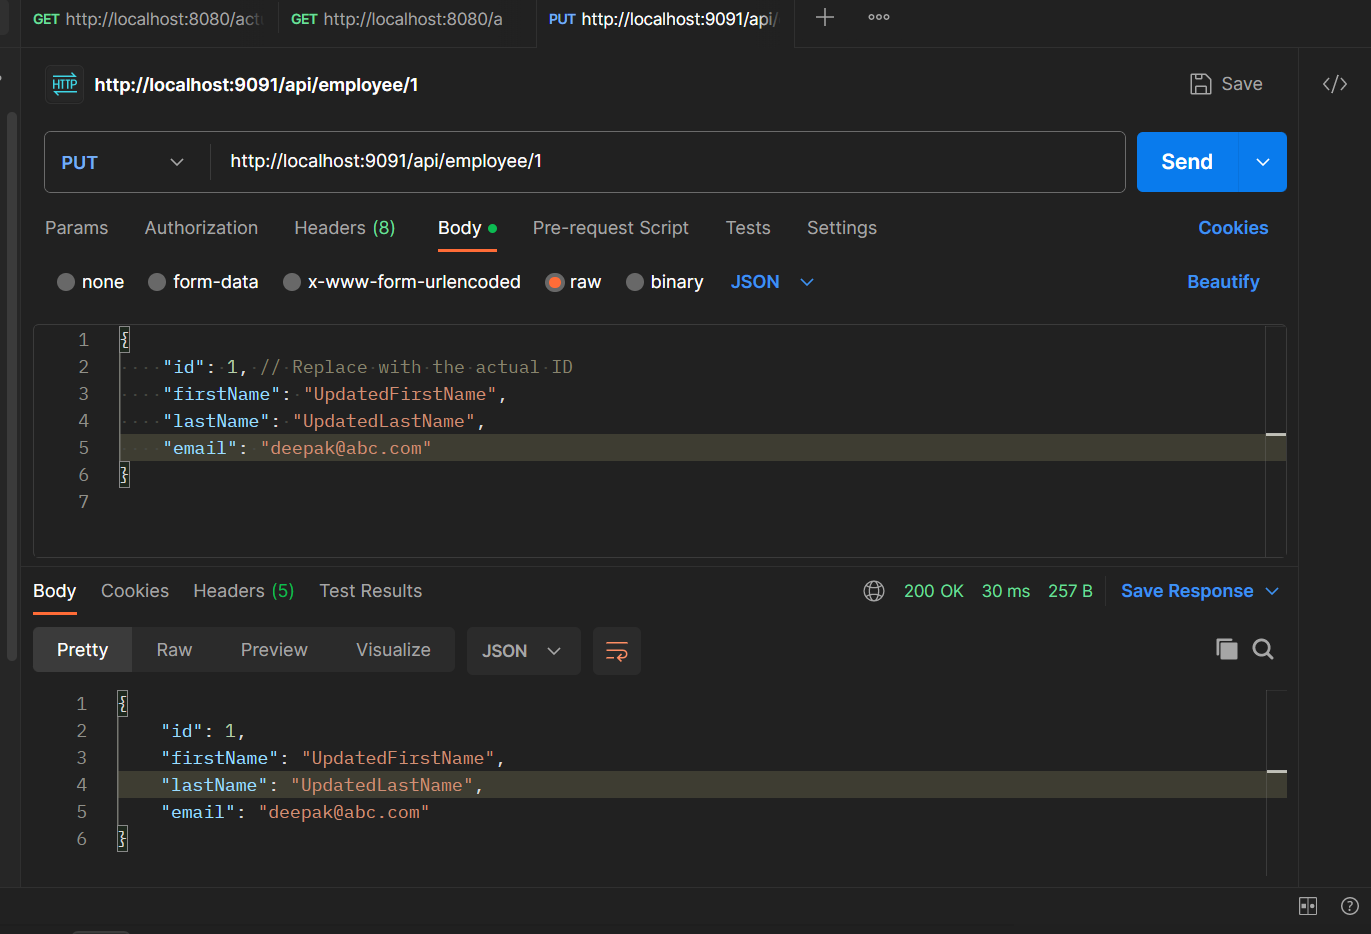 GET http://localhost:8080/actu GET http://localhost:8080/a PUT http://localhost:9091/api/
HTTP http://localhost:9091/api/employee/1 Save </>
PUT http://localhost:9091/api/employee/1 Send
Params Authorization Headers (8) Body Pre-request Script Tests Settings Cookies
none form-data x-www-form-urlencoded raw binary JSON Beautify
1 {
2 "id": 1, // Replace with the actual ID
3 "firstName": "UpdatedFirstName",
4 "lastName": "UpdatedLastName",
5 "email": "deepak@abc.com"
6 }
7
Body Cookies Headers (5) Test Results 200 OK 30 ms 257 B Save Response
Pretty Raw Preview Visualize JSON
1 {
2 "id": 1,
3 "firstName": "UpdatedFirstName",
4 "lastName": "UpdatedLastName",
5 "email": "deepak@abc.com"
6 }